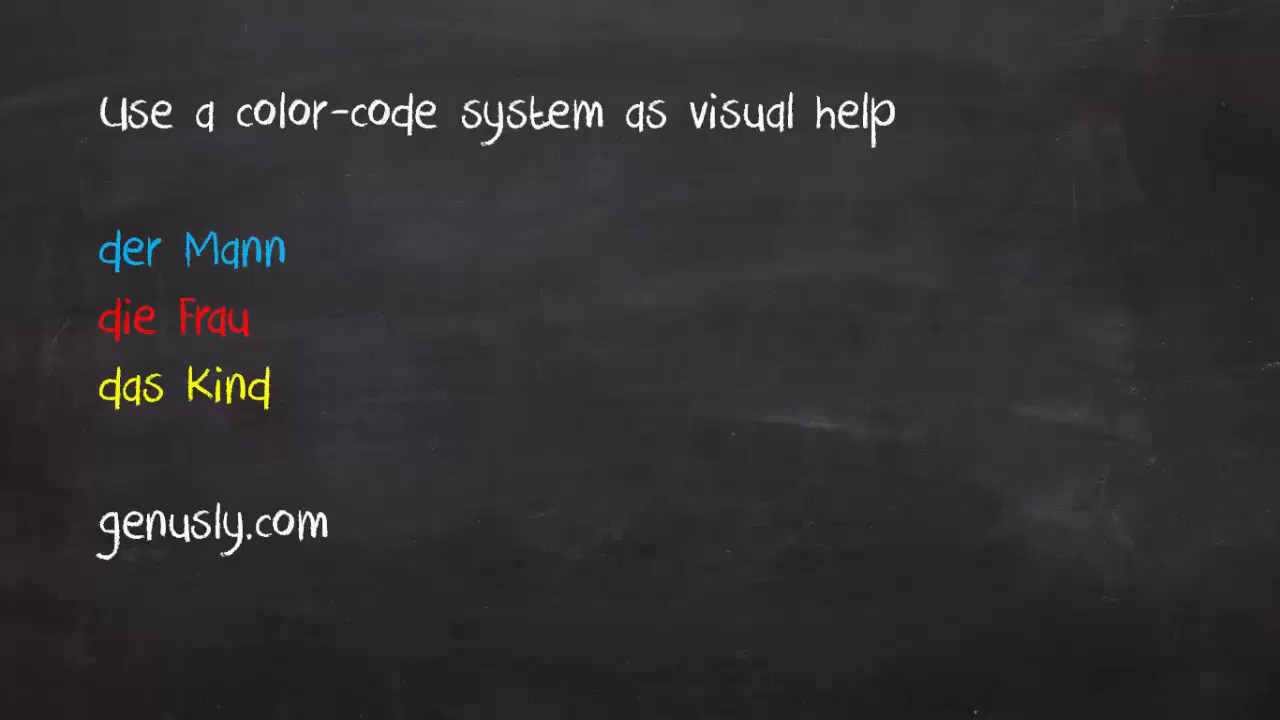 Use a color-code system as visual help
der Mann
die Frau
das Kind
genusly.com